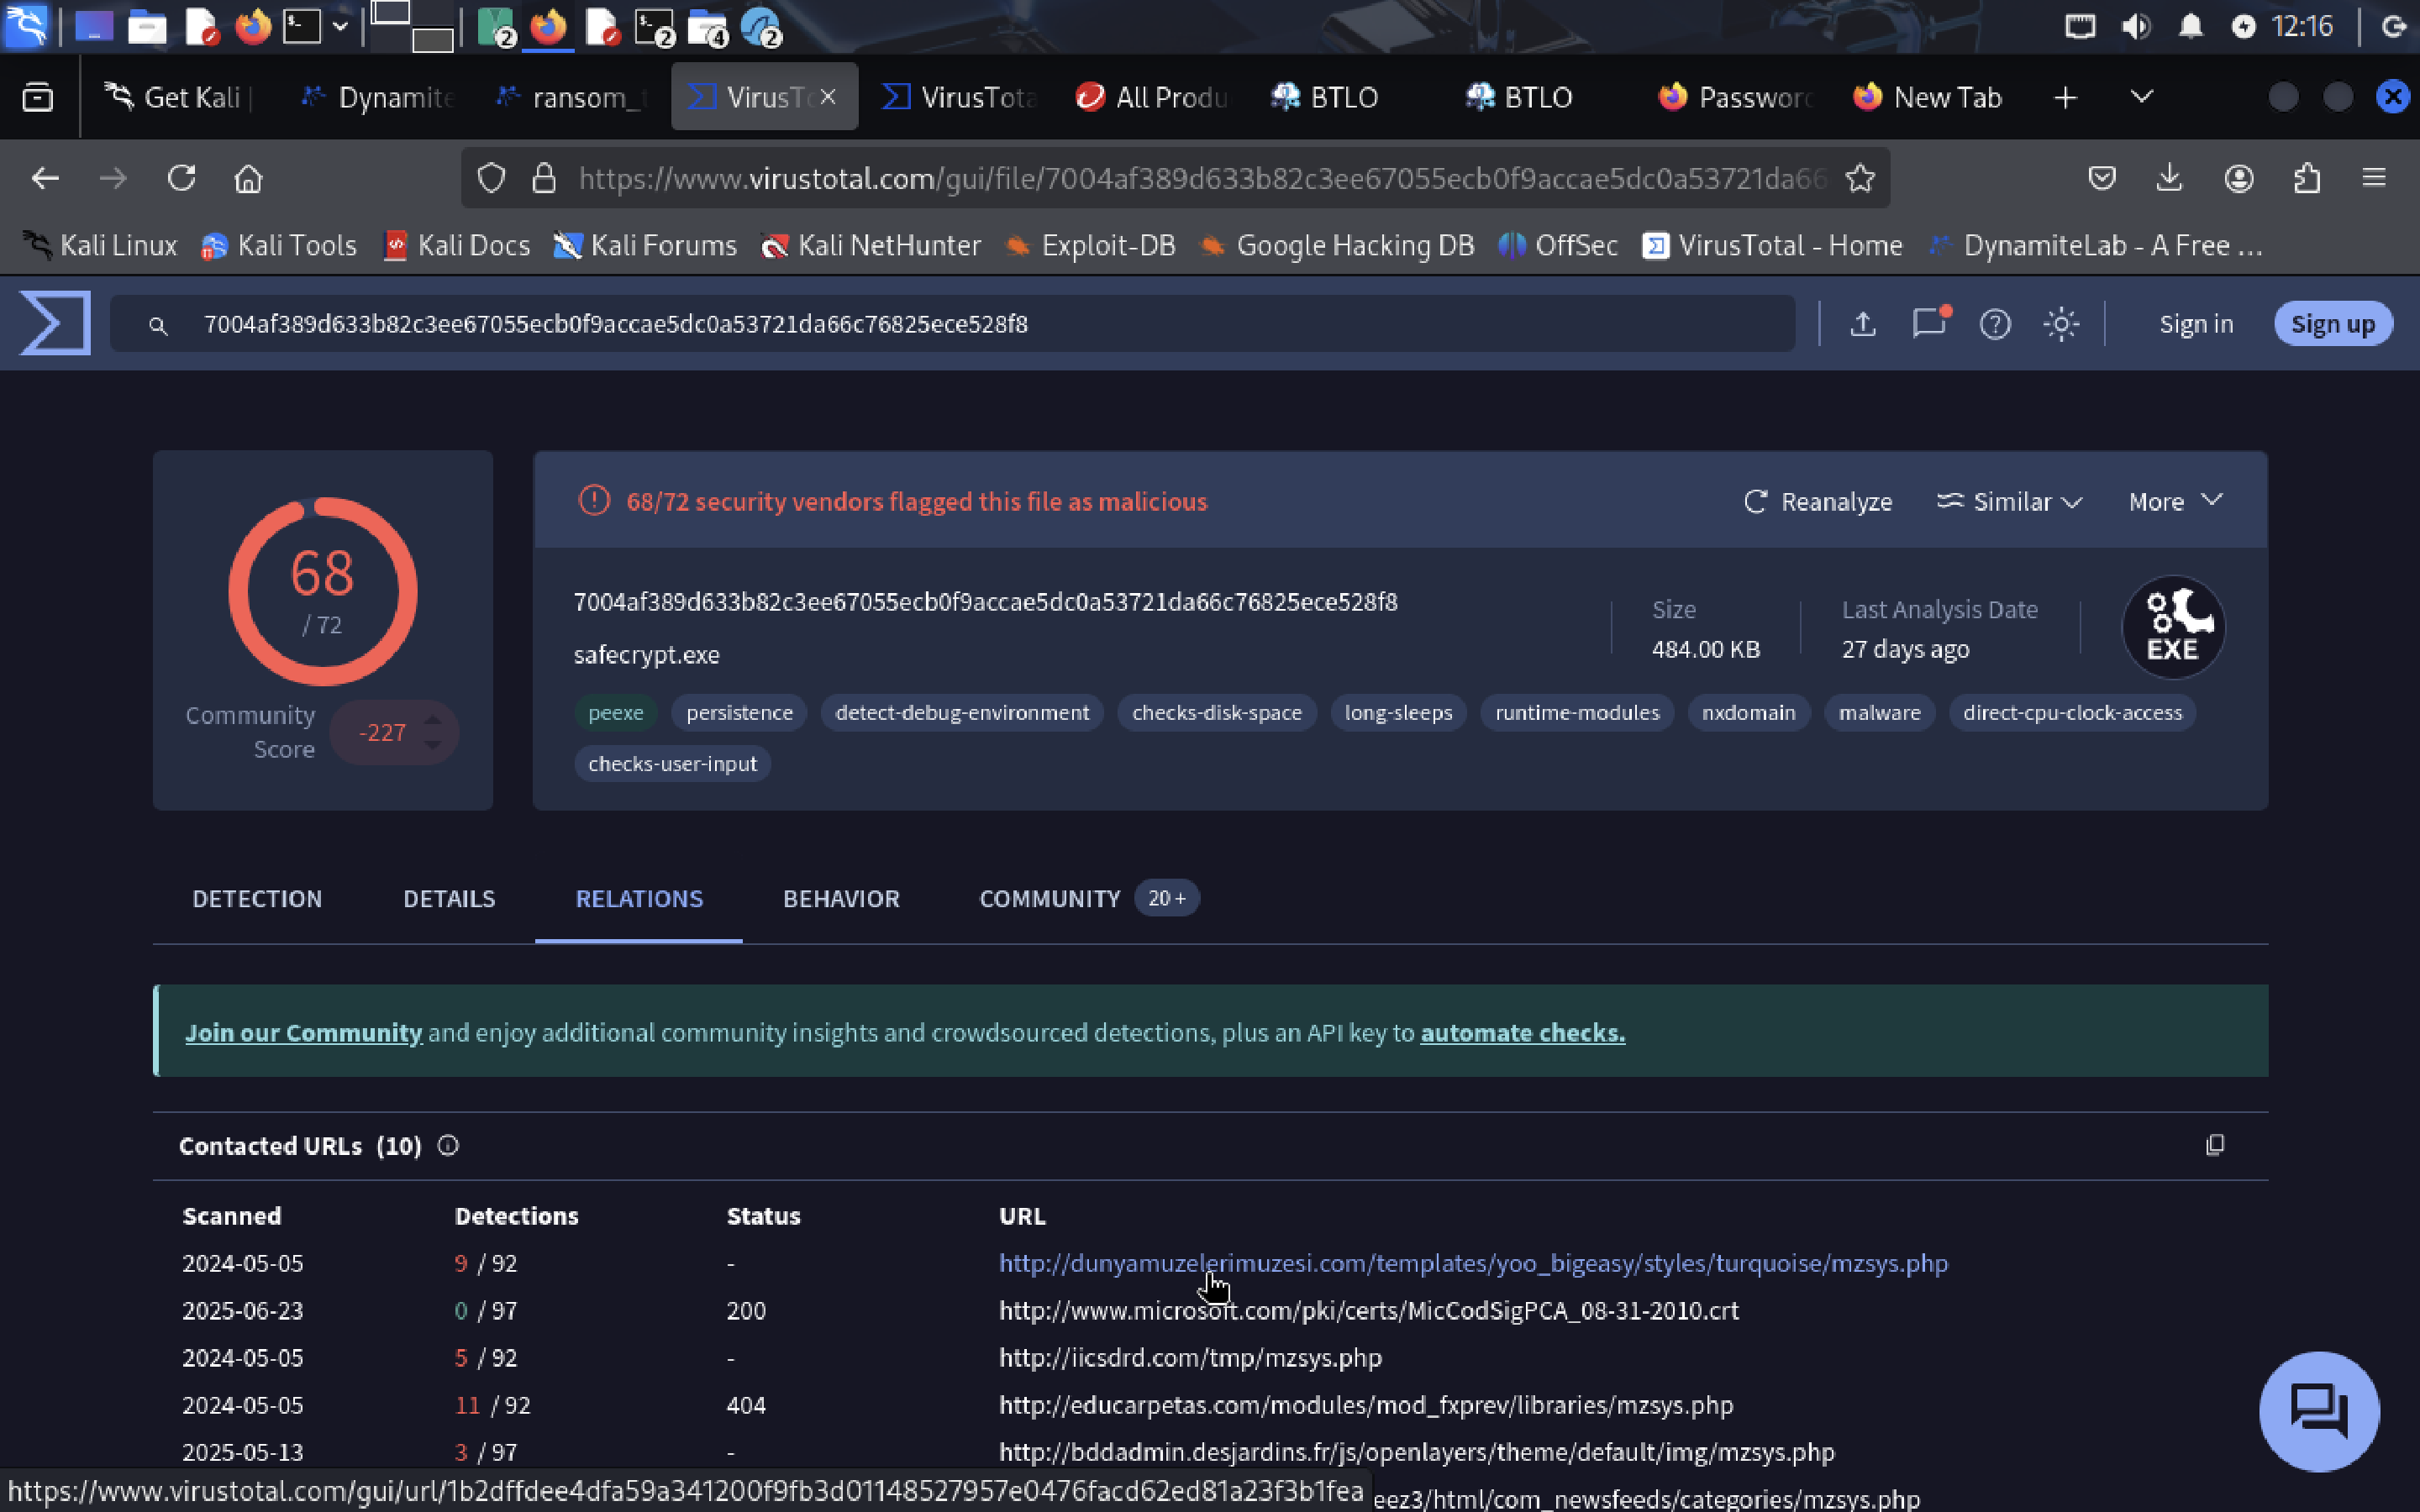 2
2
4
2
12:16
Get Kali
Dynamite
ransom_
VirusTo
VirusTota
All Produ
BTLO
BTLO
Password
New Tab
https://www.virustotal.com/gui/file/7004af389d633b82c3ee67055ecb0f9accae5dc0a53721da66
Kali Linux Kali Tools Kali Docs Kali Forums Kali NetHunter Exploit-DB Google Hacking DB OffSec VirusTotal - Home DynamiteLab - A Free ...
7004af389d633b82c3ee67055ecb0f9accae5dc0a53721da66c76825ece528f8
Sign in
Sign up
68
/ 72
Community Score
-227
68/72 security vendors flagged this file as malicious
Reanalyze
Similar
More
7004af389d633b82c3ee67055ecb0f9accae5dc0a53721da66c76825ece528f8
safecrypt.exe
Size
484.00 KB
Last Analysis Date
27 days ago
EXE
peexe persistence detect-debug-environment checks-disk-space long-sleeps runtime-modules nxdomain malware direct-cpu-clock-access
checks-user-input
DETECTION DETAILS RELATIONS BEHAVIOR COMMUNITY 20 +
Join our Community and enjoy additional community insights and crowdsourced detections, plus an API key to automate checks.
Contacted URLs (10)
Scanned Detections Status URL
2024-05-05 9 / 92 - http://dunyamuzelerimuzesi.com/templates/yoo_bigeasy/styles/turquoise/mzsys.php
2025-06-23 0 / 97 200 http://www.microsoft.com/pki/certs/MicCodSigPCA_08-31-2010.crt
2024-05-05 5 / 92 - http://iicsdrd.com/tmp/mzsys.php
2024-05-05 11 / 92 404 http://educarpetas.com/modules/mod_fxprev/libraries/mzsys.php
2025-05-13 3 / 97 - http://bddadmin.desjardins.fr/js/openlayers/theme/default/img/mzsys.php
https://www.virustotal.com/gui/url/1b2dffdee4dfa59a341200f9fb3d01148527957e0476facd62ed81a23f3b1fea
eez3/html/com_newsfeeds/categories/mzsys.php